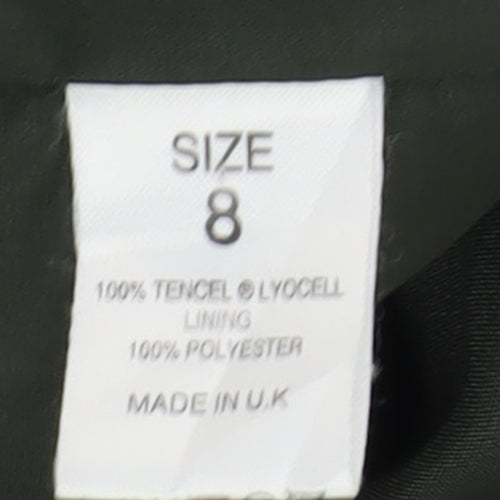 SIZE
8
100% TENCEL ® LYOCELL
LINING
100% POLYESTER
MADE IN U.K